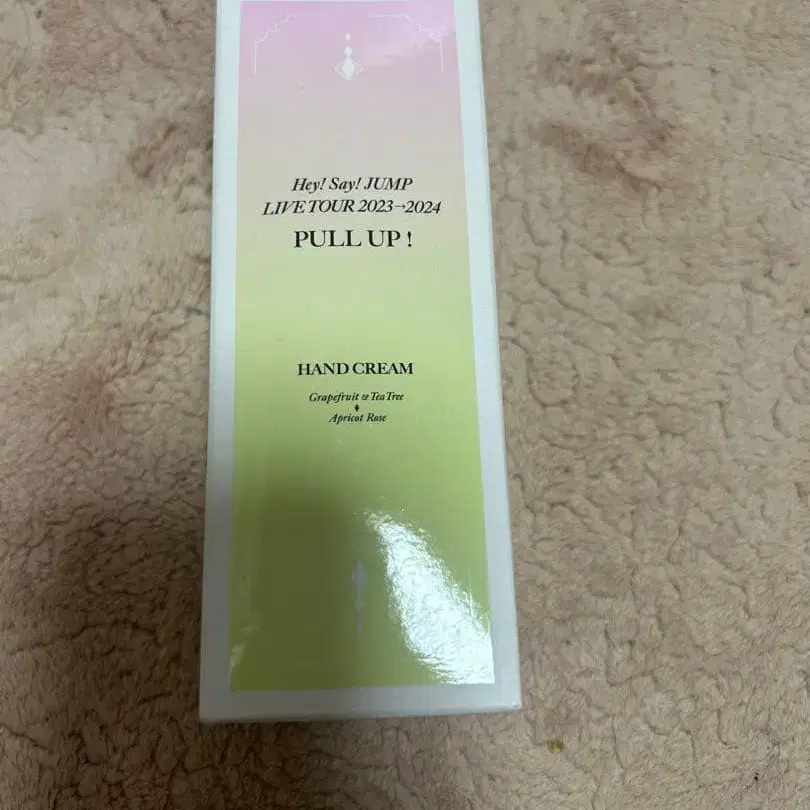 Hey! Say! JUMP
LIVE TOUR 2023→2024
PULL UP!
HAND CREAM
Grapefruit & Tea Tree
Apricot Rose